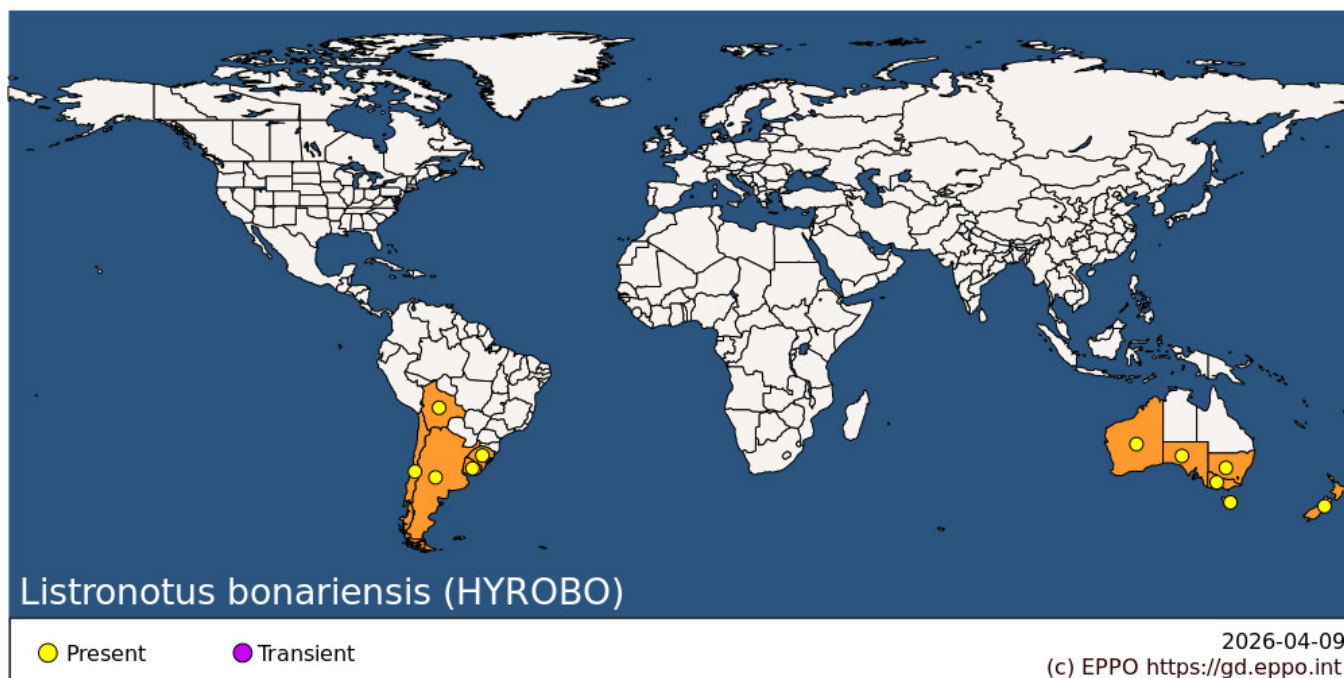 Listronotus bonariensis (HYROBO)
Present
Transient
2026-04-09
(c) EPPO https://gd.eppo.int